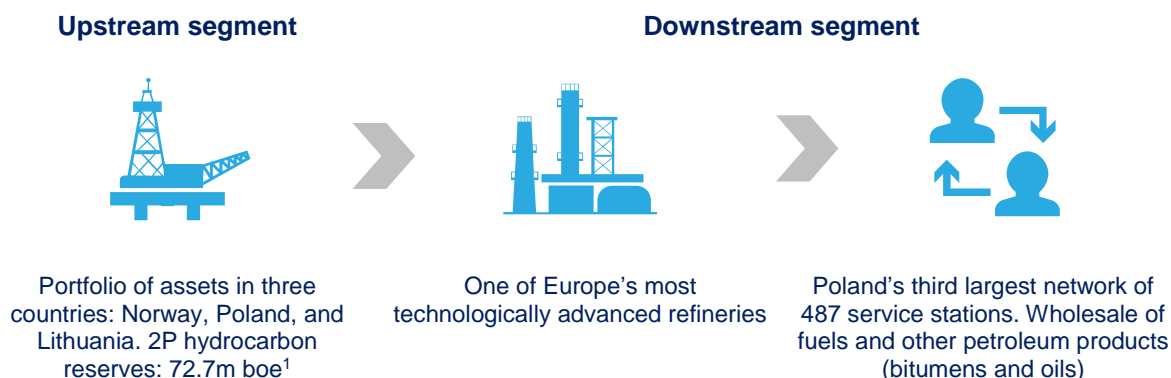 Upstream segment
Downstream segment
Portfolio of assets in three
countries: Norway, Poland, and
Lithuania. 2P hydrocarbon
reserves: 72.7m boe¹
One of Europe’s most
technologically advanced refineries
Poland’s third largest network of
487 service stations. Wholesale of
fuels and other petroleum products
(bitumens and oils)